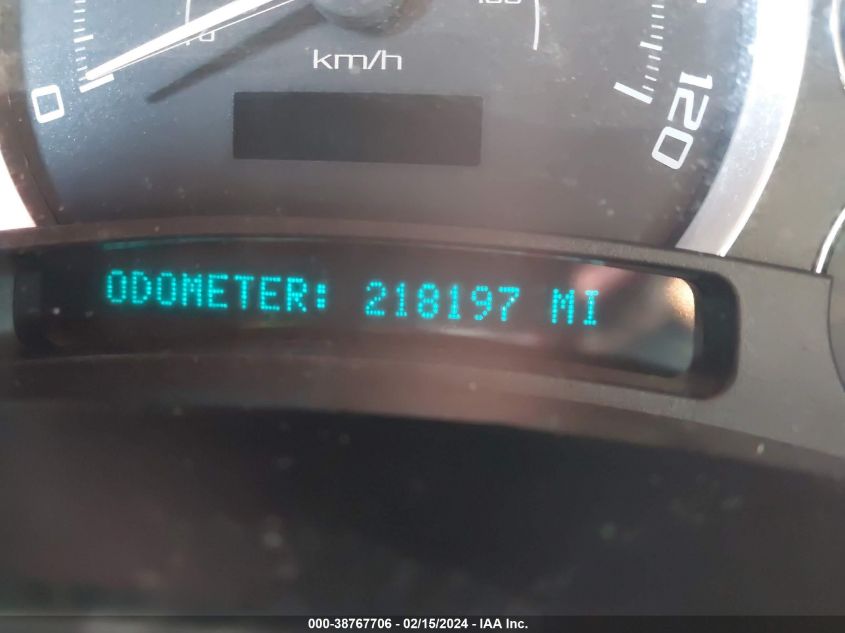 km/h
0
120
ODOMETER: 218197 MI
000-38767706 - 02/15/2024 - IAA Inc.